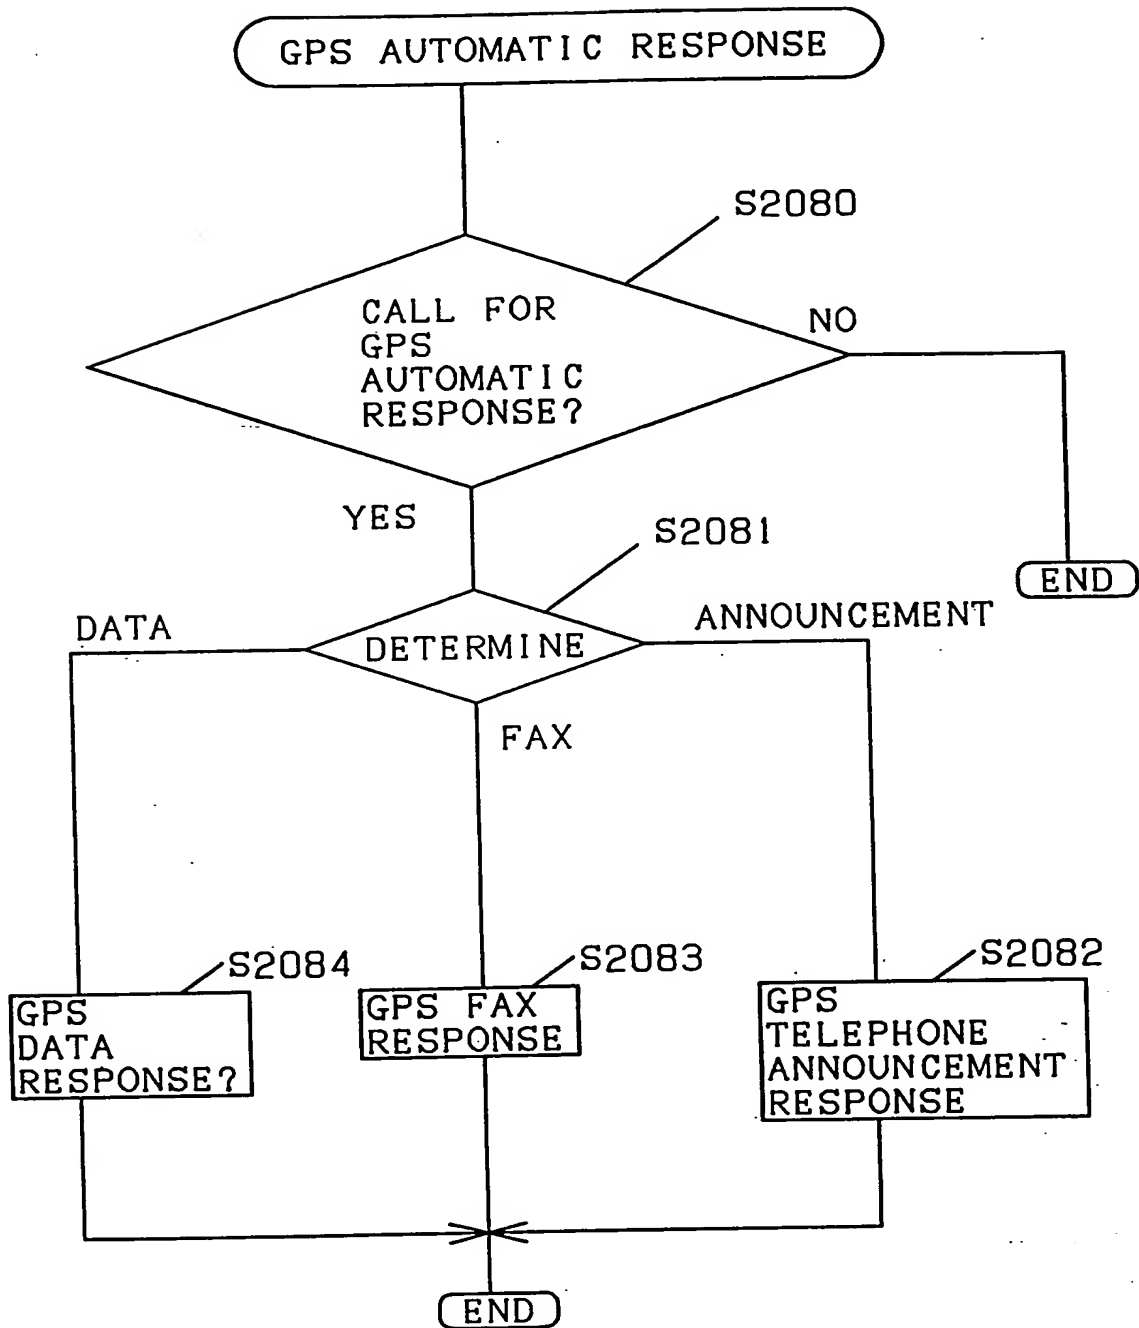 GPS AUTOMATIC RESPONSE
S2080
CALL FOR
GPS
AUTOMATIC
RESPONSE?
NO
YES
S2081
END
DATA
DETERMINE
ANNOUNCEMENT
FAX
S2084
S2083
S2082
GPS
DATA
RESPONSE?
GPS FAX
RESPONSE
GPS
TELEPHONE
ANNOUNCEMENT
RESPONSE
END